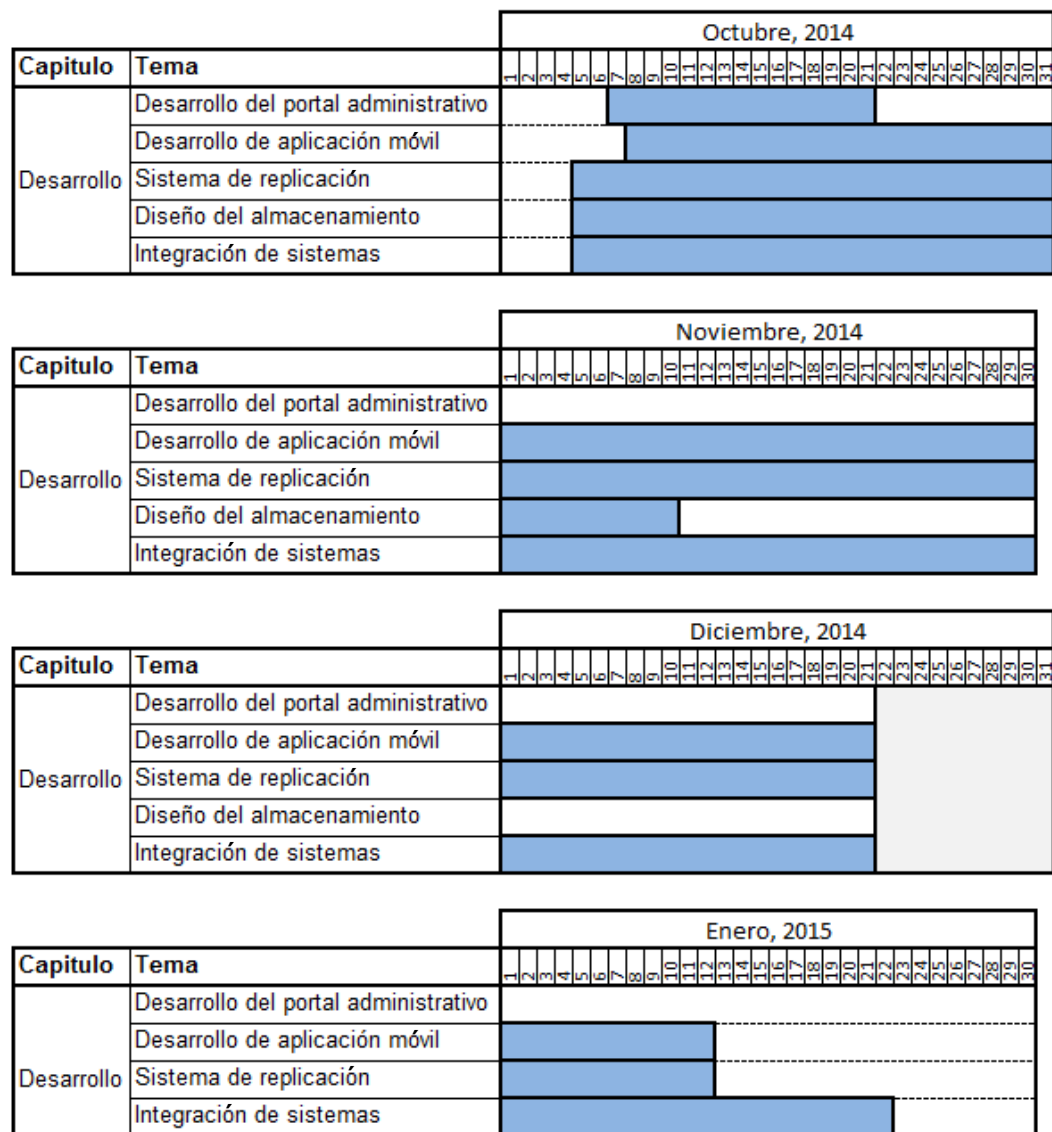 Octubre, 2014
Capitulo Tema 1 2 3 4 5 6 7 8 9 10 11 12 13 14 15 16 17 18 19 20 21 22 23 24 25 26 27 28 29 30 31
Desarrollo del portal administrativo
Desarrollo de aplicación móvil
Desarrollo Sistema de replicación
Diseño del almacenamiento
Integración de sistemas
Noviembre, 2014
Capitulo Tema 1 2 3 4 5 6 7 8 9 10 11 12 13 14 15 16 17 18 19 20 21 22 23 24 25 26 27 28 29 30
Desarrollo del portal administrativo
Desarrollo de aplicación móvil
Desarrollo Sistema de replicación
Diseño del almacenamiento
Integración de sistemas
Diciembre, 2014
Capitulo Tema 1 2 3 4 5 6 7 8 9 10 11 12 13 14 15 16 17 18 19 20 21 22 23 24 25 26 27 28 29 30 31
Desarrollo del portal administrativo
Desarrollo de aplicación móvil
Desarrollo Sistema de replicación
Diseño del almacenamiento
Integración de sistemas
Enero, 2015
Capitulo Tema 1 2 3 4 5 6 7 8 9 10 11 12 13 14 15 16 17 18 19 20 21 22 23 24 25 26 27 28 29 30
Desarrollo del portal administrativo
Desarrollo de aplicación móvil
Desarrollo Sistema de replicación
Integración de sistemas